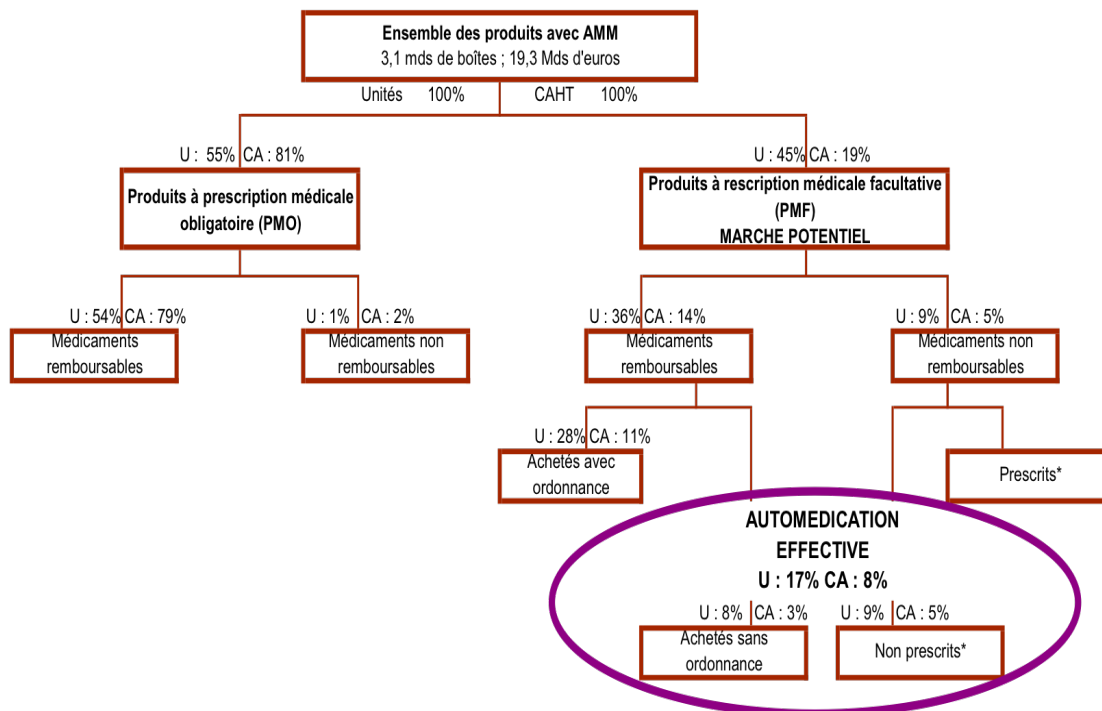 Ensemble des produits avec AMM
3,1 mds de boîtes ; 19,3 Mds d'euros
Unités 100% CAHT 100%
U : 55% CA : 81%
Produits à prescription médicale
obligatoire (PMO)
U : 45% CA : 19%
Produits à rescription médicale facultative
(PMF)
MARCHE POTENTIEL
U : 54% CA : 79%
Médicaments
remboursables
U : 1% CA : 2%
Médicaments non
remboursables
U : 36% CA : 14%
Médicaments
remboursables
U : 9% CA : 5%
Médicaments non
remboursables
U : 28% CA : 11%
Achetés avec
ordonnance
Prescrits*
AUTOMEDICATION
EFFECTIVE
U : 17% CA : 8%
U : 8% CA : 3%
Achetés sans
ordonnance
U : 9% CA : 5%
Non prescrits*